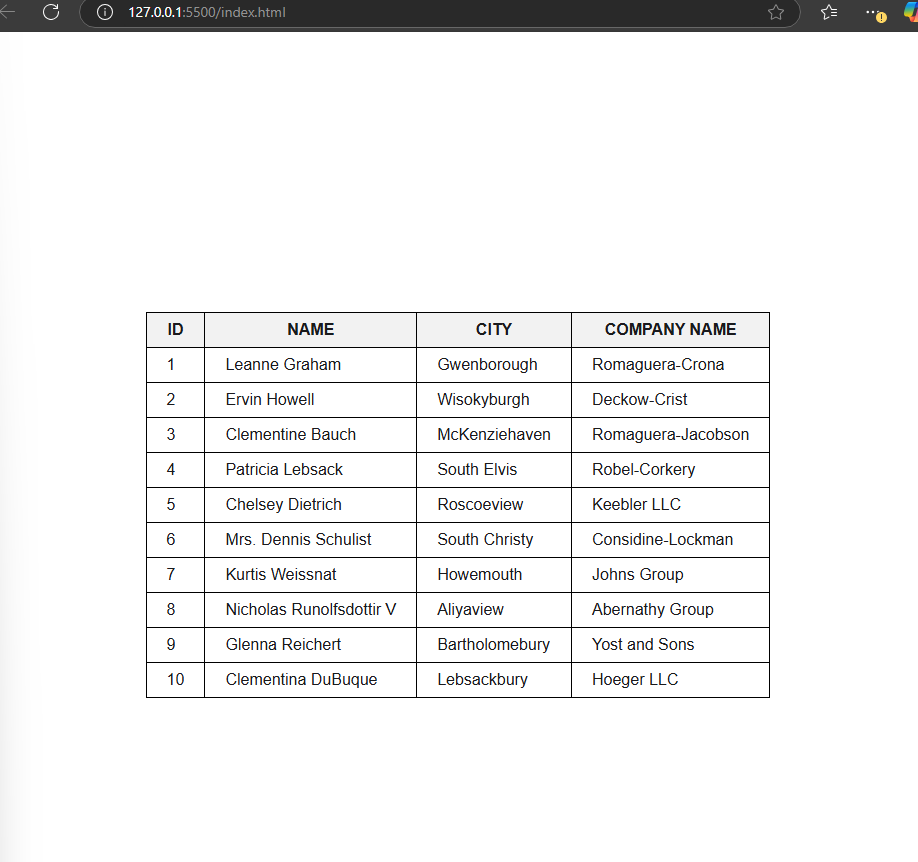 127.0.0.1:5500/index.html
ID NAME CITY COMPANY NAME
1 Leanne Graham Gwenborough Romaguera-Crona
2 Ervin Howell Wisokyburgh Deckow-Crist
3 Clementine Bauch McKenziehaven Romaguera-Jacobson
4 Patricia Lebsack South Elvis Robel-Corkery
5 Chelsey Dietrich Roscoeview Keebler LLC
6 Mrs. Dennis Schulist South Christy Considine-Lockman
7 Kurtis Weissnat Howemouth Johns Group
8 Nicholas Runolfsdottir V Aliyaview Abernathy Group
9 Glenna Reichert Bartholomebury Yost and Sons
10 Clementina DuBuque Lebsackbury Hoeger LLC